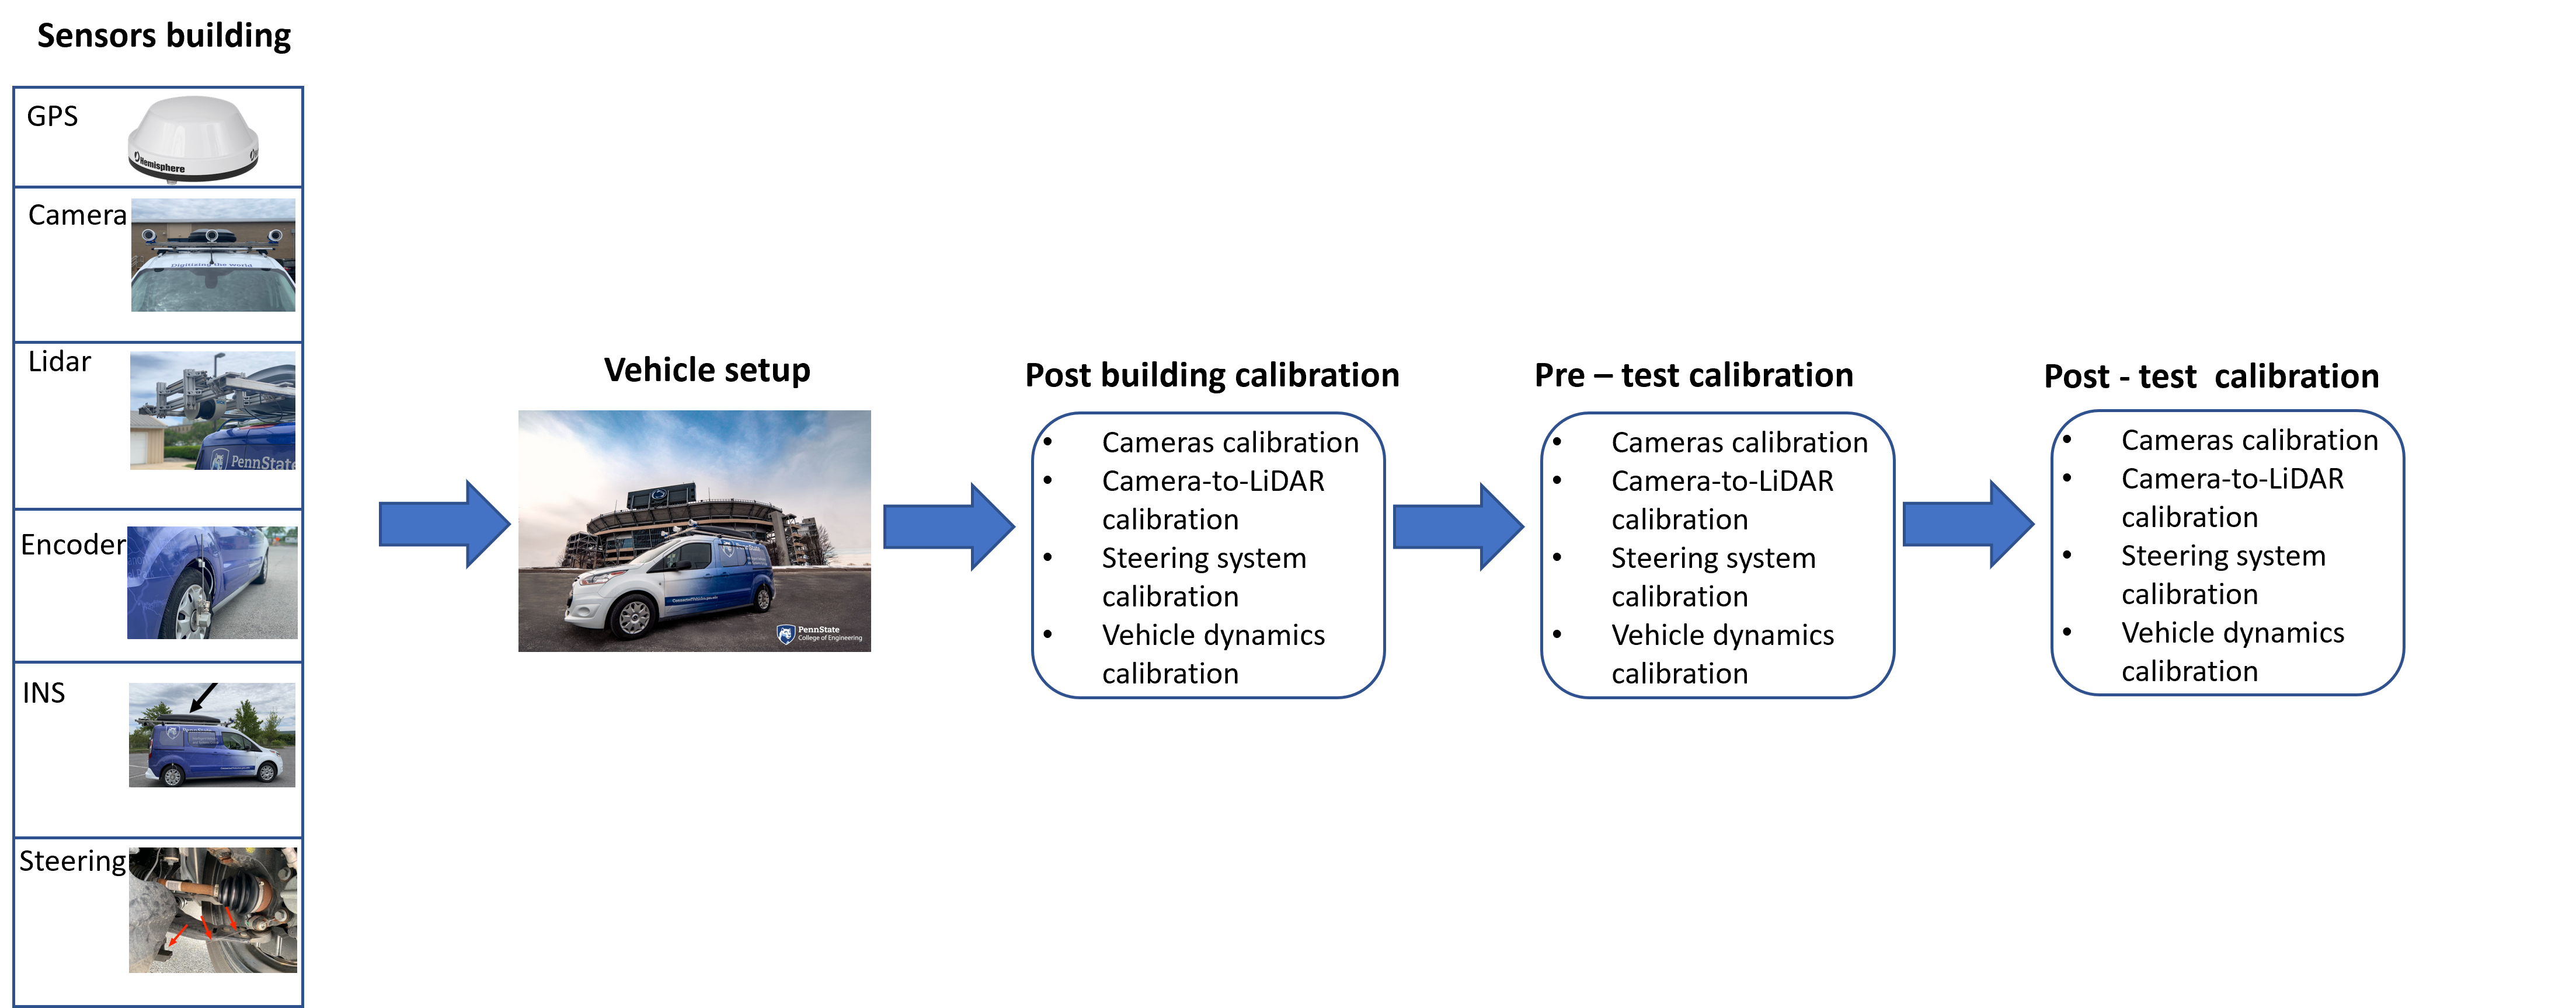 Sensors building
GPS
Hemisphere
Camera
Digitizing the world
Lidar
PennState
Encoder
INS
Steering
Vehicle setup
PennState
College of Engineering
Post building calibration
• Cameras calibration
• Camera-to-LiDAR
calibration
• Steering system
calibration
• Vehicle dynamics
calibration
Pre – test calibration
• Cameras calibration
• Camera-to-LiDAR
calibration
• Steering system
calibration
• Vehicle dynamics
calibration
Post - test  calibration
• Cameras calibration
• Camera-to-LiDAR
calibration
• Steering system
calibration
• Vehicle dynamics
calibration